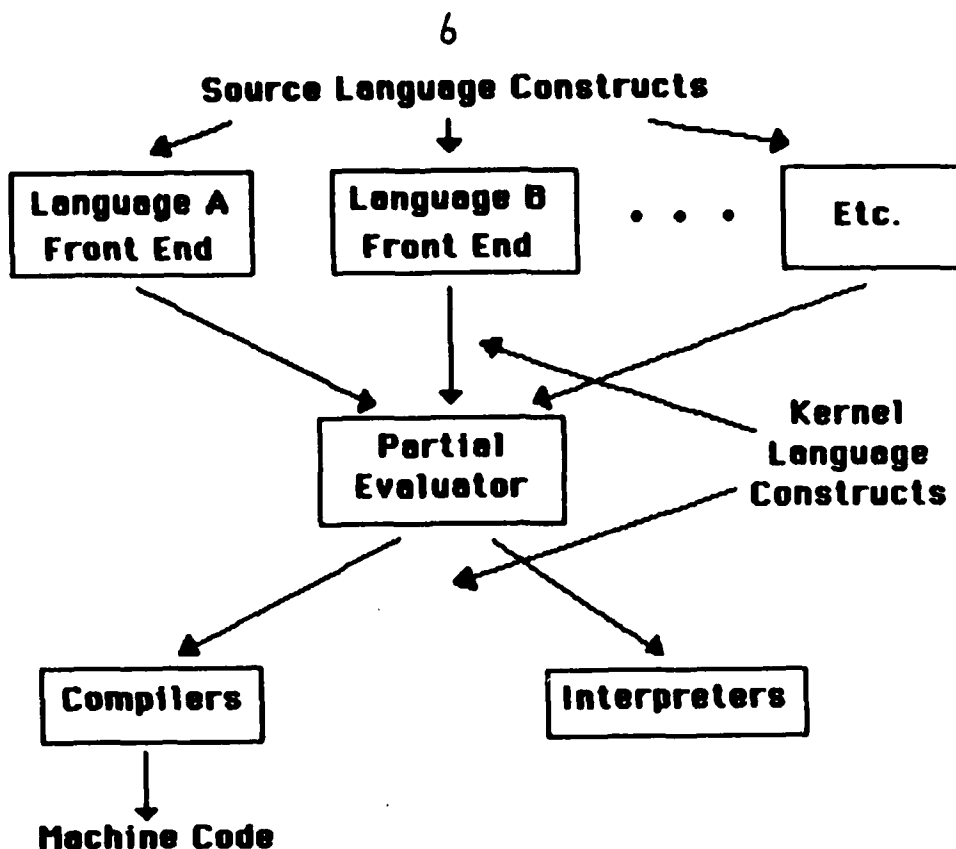 6
Source Language Constructs
Language A
Front End
Language B
Front End
• • •
Etc.
Partial
Evaluator
Kernel
Language
Constructs
Compilers
Interpreters
Machine Code